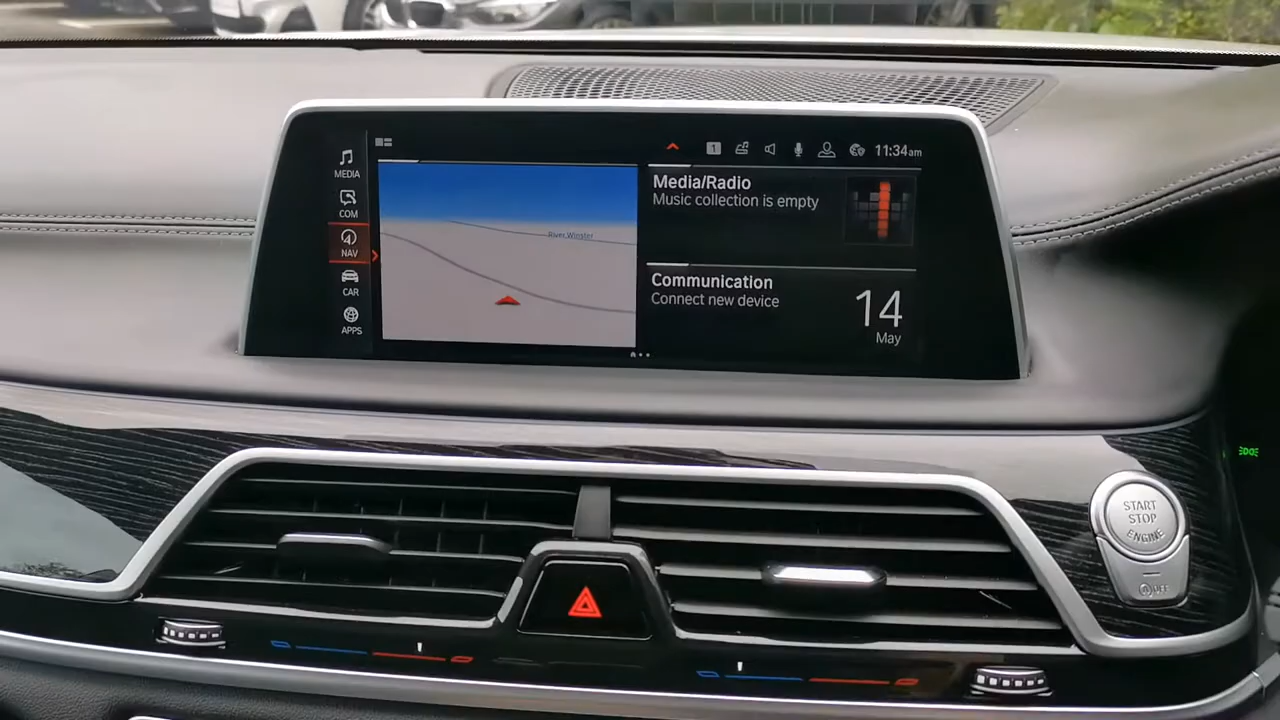 MEDIA
COM
NAV
CAR
APPS
1
11:34am
River Winster
Media/Radio
Music collection is empty
Communication
Connect new device
14
May
START
STOP
ENGINE
OFF